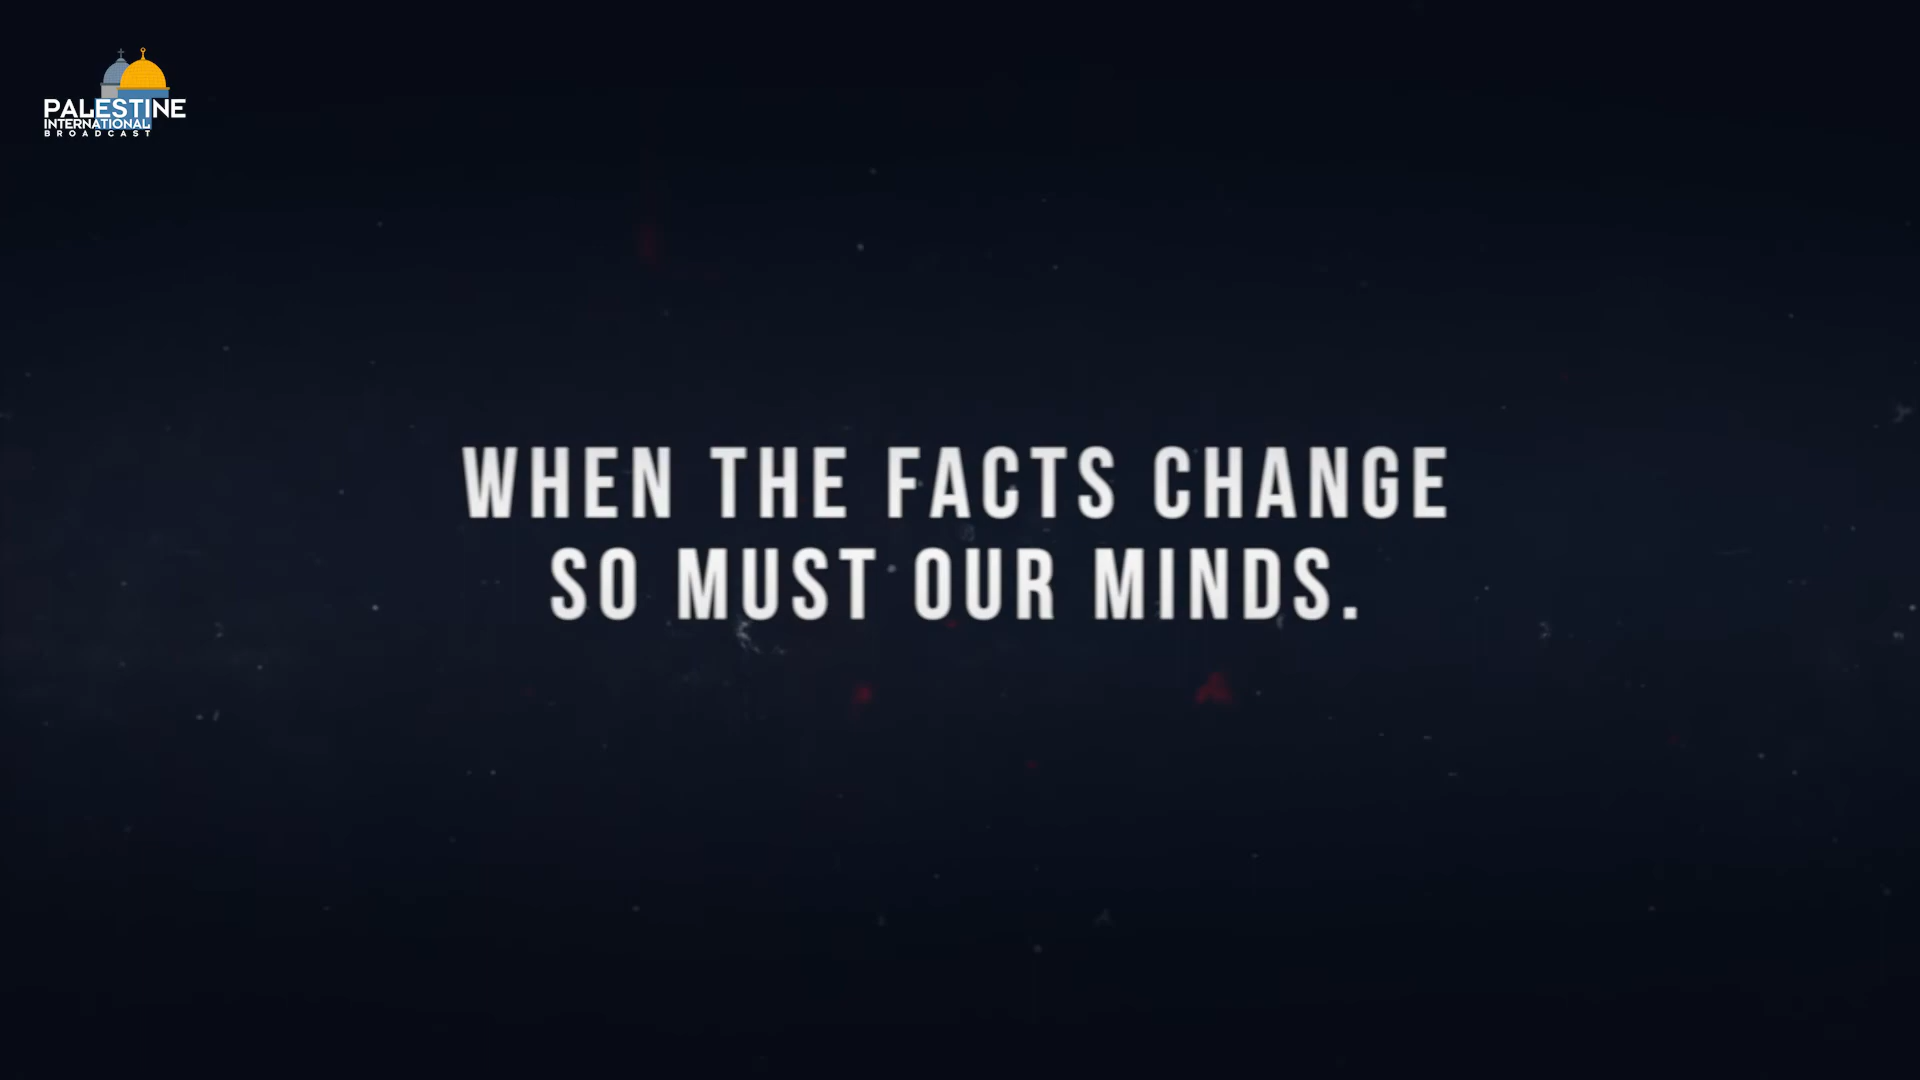 PALESTINE
INTERNATIONAL
BROADCAST
WHEN THE FACTS CHANGE
SO MUST OUR MINDS.